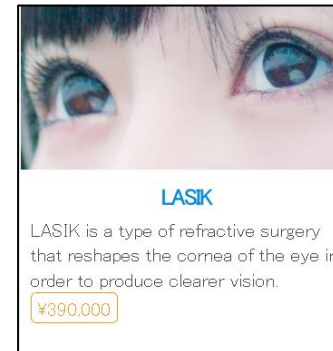 LASIK
LASIK is a type of refractive surgery
that reshapes the cornea of the eye in
order to produce clearer vision.
¥390,000